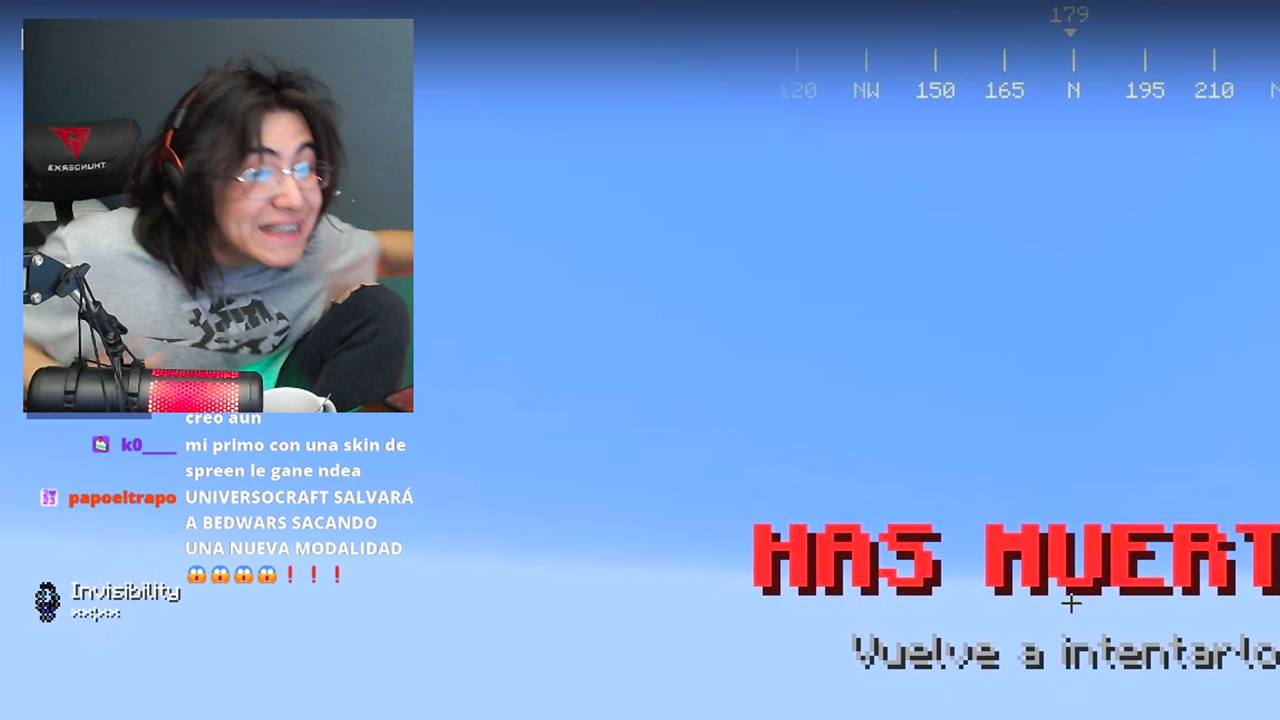 179
120 NW 150 165 N 195 210
creo aun
k0____ mi primo con una skin de
spreen le gane ndea
papoeltrapo UNIVERSOCRAFT SALVARÁ
A BEDWARS SACANDO
UNA NUEVA MODALIDAD
😱😱😱😱❗❗❗
Invisibility
**:**
HAS MUERT
Vuelve a intentarlo